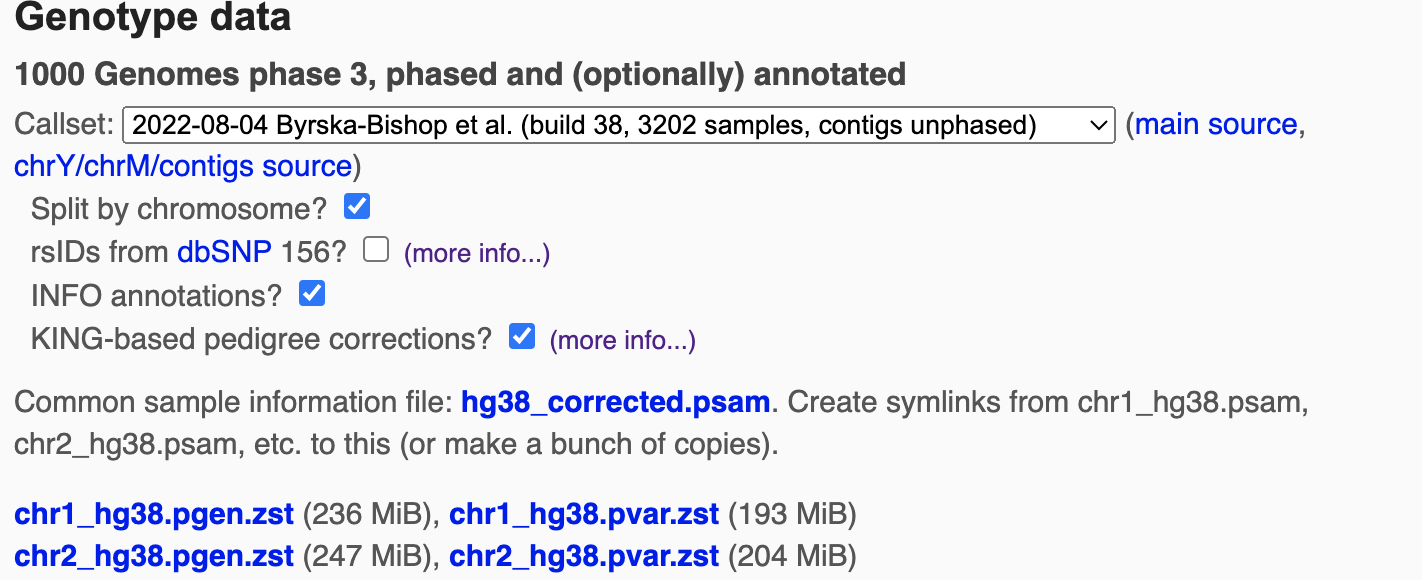 Genotype data
1000 Genomes phase 3, phased and (optionally) annotated
Callset: 2022-08-04 Byrska-Bishop et al. (build 38, 3202 samples, contigs unphased) (main source,
chrY/chrM/contigs source)
Split by chromosome?
rsIDs from dbSNP 156? (more info...)
INFO annotations?
KING-based pedigree corrections? (more info...)
Common sample information file: hg38_corrected.psam. Create symlinks from chr1_hg38.psam,
chr2_hg38.psam, etc. to this (or make a bunch of copies).
chr1_hg38.pgen.zst (236 MiB), chr1_hg38.pvar.zst (193 MiB)
chr2_hg38.pgen.zst (247 MiB), chr2_hg38.pvar.zst (204 MiB)